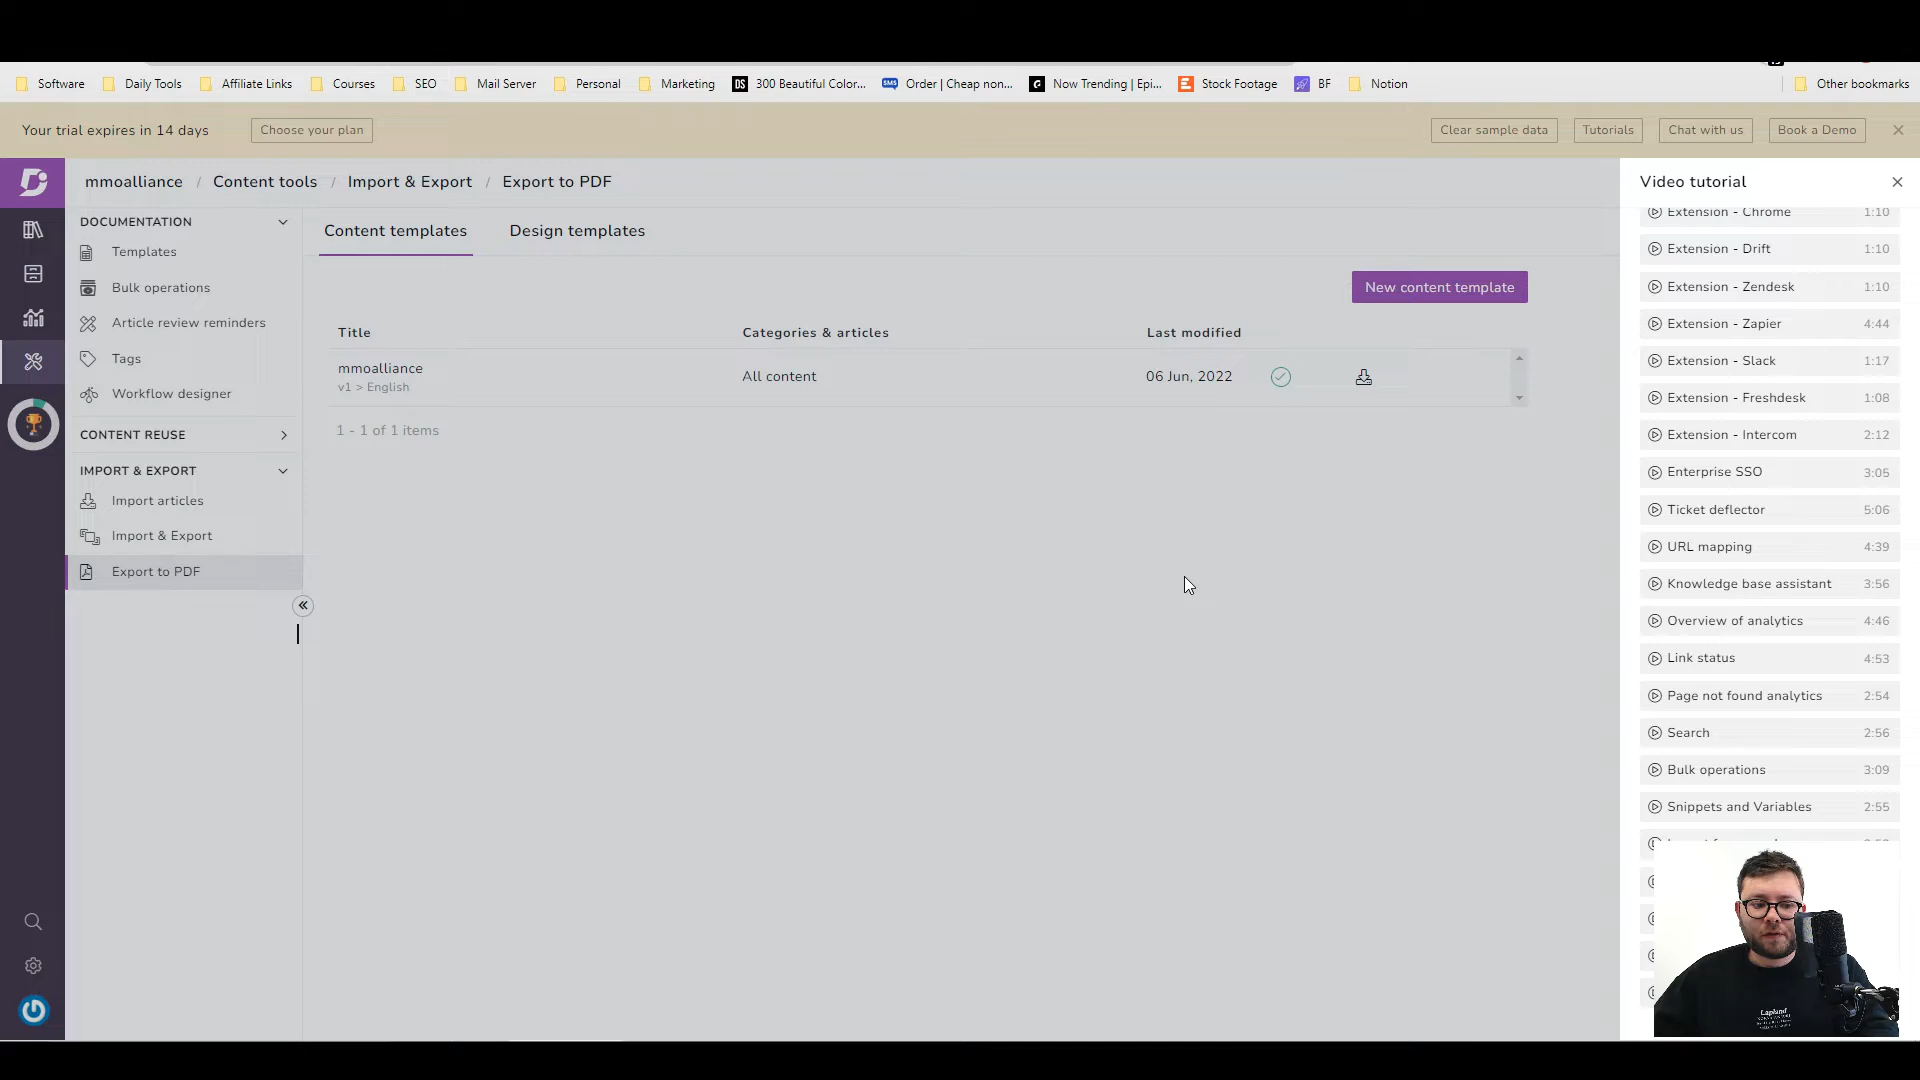 Software Daily Tools Affiliate Links Courses SEO Mail Server Personal Marketing 300 Beautiful Color... Order | Cheap non... Now Trending | Epi... Stock Footage BF Notion Other bookmarks
Your trial expires in 14 days Choose your plan Clear sample data Tutorials Chat with us Book a Demo
mmoalliance / Content tools / Import & Export / Export to PDF
DOCUMENTATION
Templates
Bulk operations
Article review reminders
Tags
Workflow designer
CONTENT REUSE
IMPORT & EXPORT
Import articles
Import & Export
Export to PDF
Content templates Design templates
New content template
Title Categories & articles Last modified
mmoalliance All content 06 Jun, 2022
v1 > English
1 - 1 of 1 items
Video tutorial
Extension - Chrome 1:10
Extension - Drift 1:10
Extension - Zendesk 1:10
Extension - Zapier 4:44
Extension - Slack 1:17
Extension - Freshdesk 1:08
Extension - Intercom 2:12
Enterprise SSO 3:05
Ticket deflector 5:06
URL mapping 4:39
Knowledge base assistant 3:56
Overview of analytics 4:46
Link status 4:53
Page not found analytics 2:54
Search 2:56
Bulk operations 3:09
Snippets and Variables 2:55
Lapland